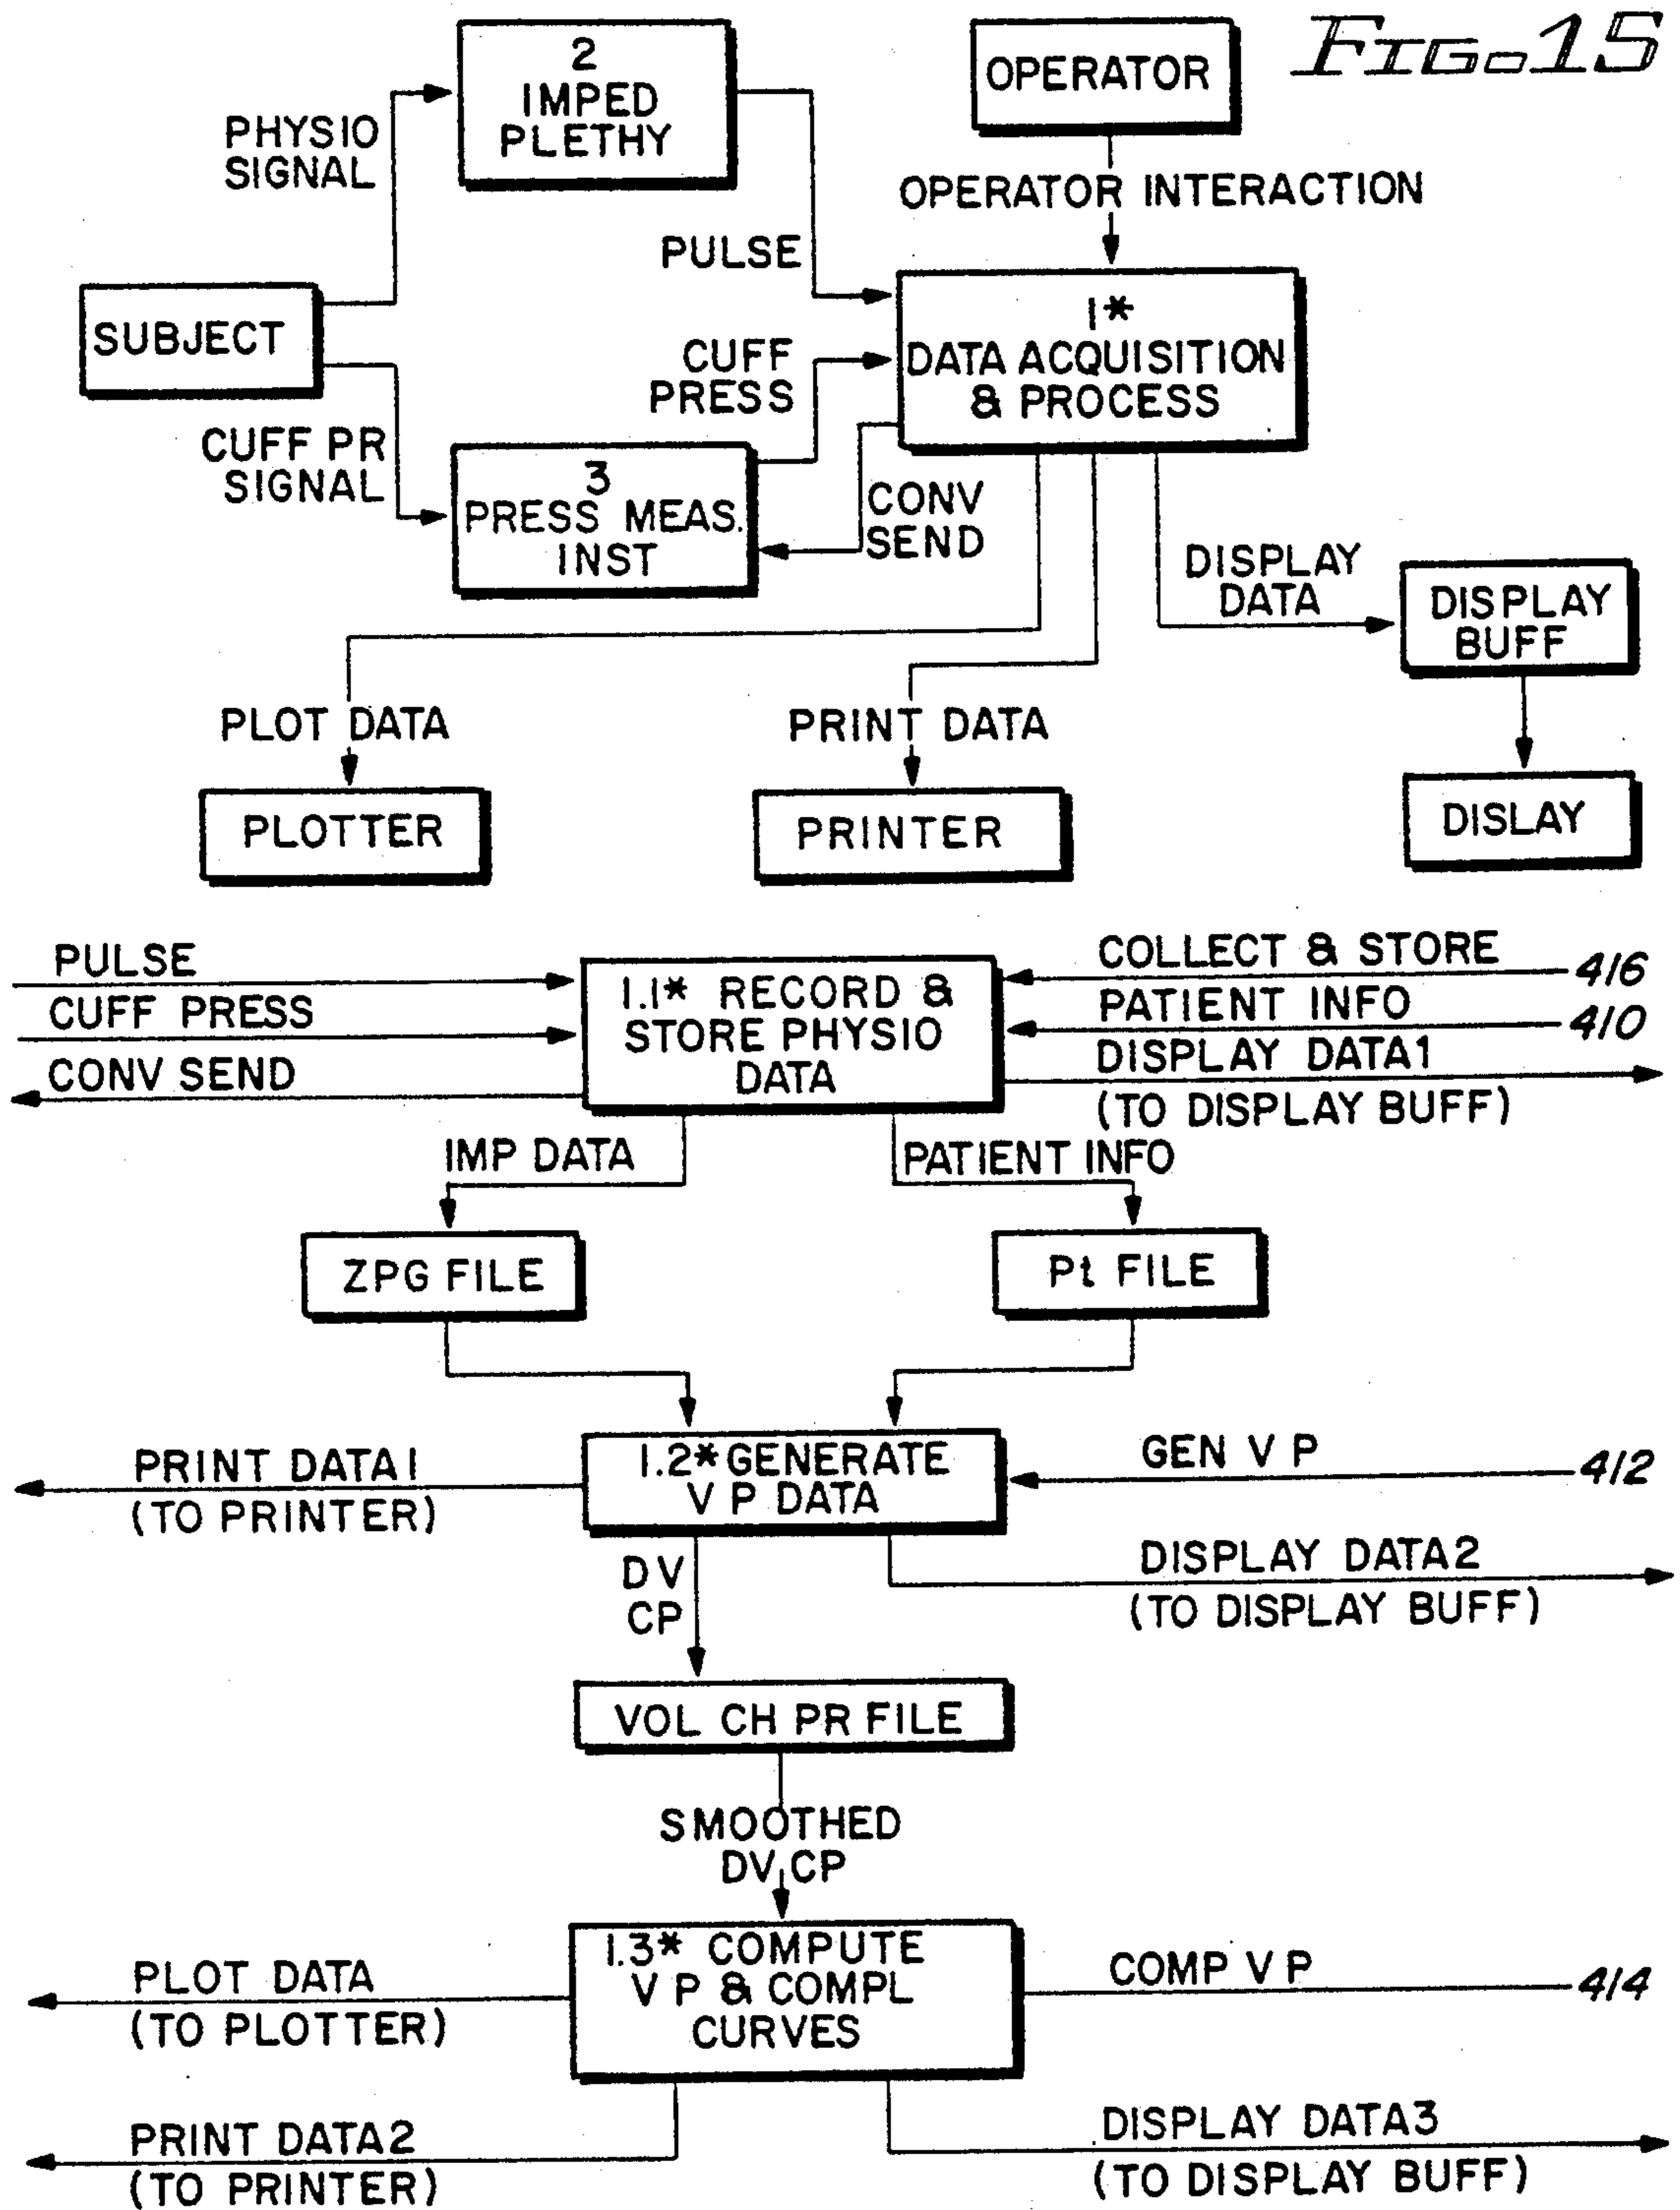 FIG. 15
2
IMPED
PLETHY
OPERATOR
PHYSIO
SIGNAL
OPERATOR INTERACTION
PULSE
SUBJECT
1*
DATA ACQUISITION
& PROCESS
CUFF
PRESS
CUFF PR
SIGNAL
3
PRESS MEAS.
INST
CONV
SEND
DISPLAY
DATA
DISPLAY
BUFF
PLOT DATA
PRINT DATA
PLOTTER
PRINTER
DISLAY
PULSE
CUFF PRESS
CONV SEND
1.1* RECORD &
STORE PHYSIO
DATA
COLLECT & STORE
416
PATIENT INFO
410
DISPLAY DATA1
(TO DISPLAY BUFF)
IMP DATA
PATIENT INFO
ZPG FILE
Pt FILE
PRINT DATA1
(TO PRINTER)
1.2* GENERATE
V P DATA
GEN V P
412
DV
CP
DISPLAY DATA2
(TO DISPLAY BUFF)
VOL CH PR FILE
SMOOTHED
DV, CP
PLOT DATA
(TO PLOTTER)
1.3* COMPUTE
V P & COMPL
CURVES
COMP V P
414
PRINT DATA2
(TO PRINTER)
DISPLAY DATA3
(TO DISPLAY BUFF)